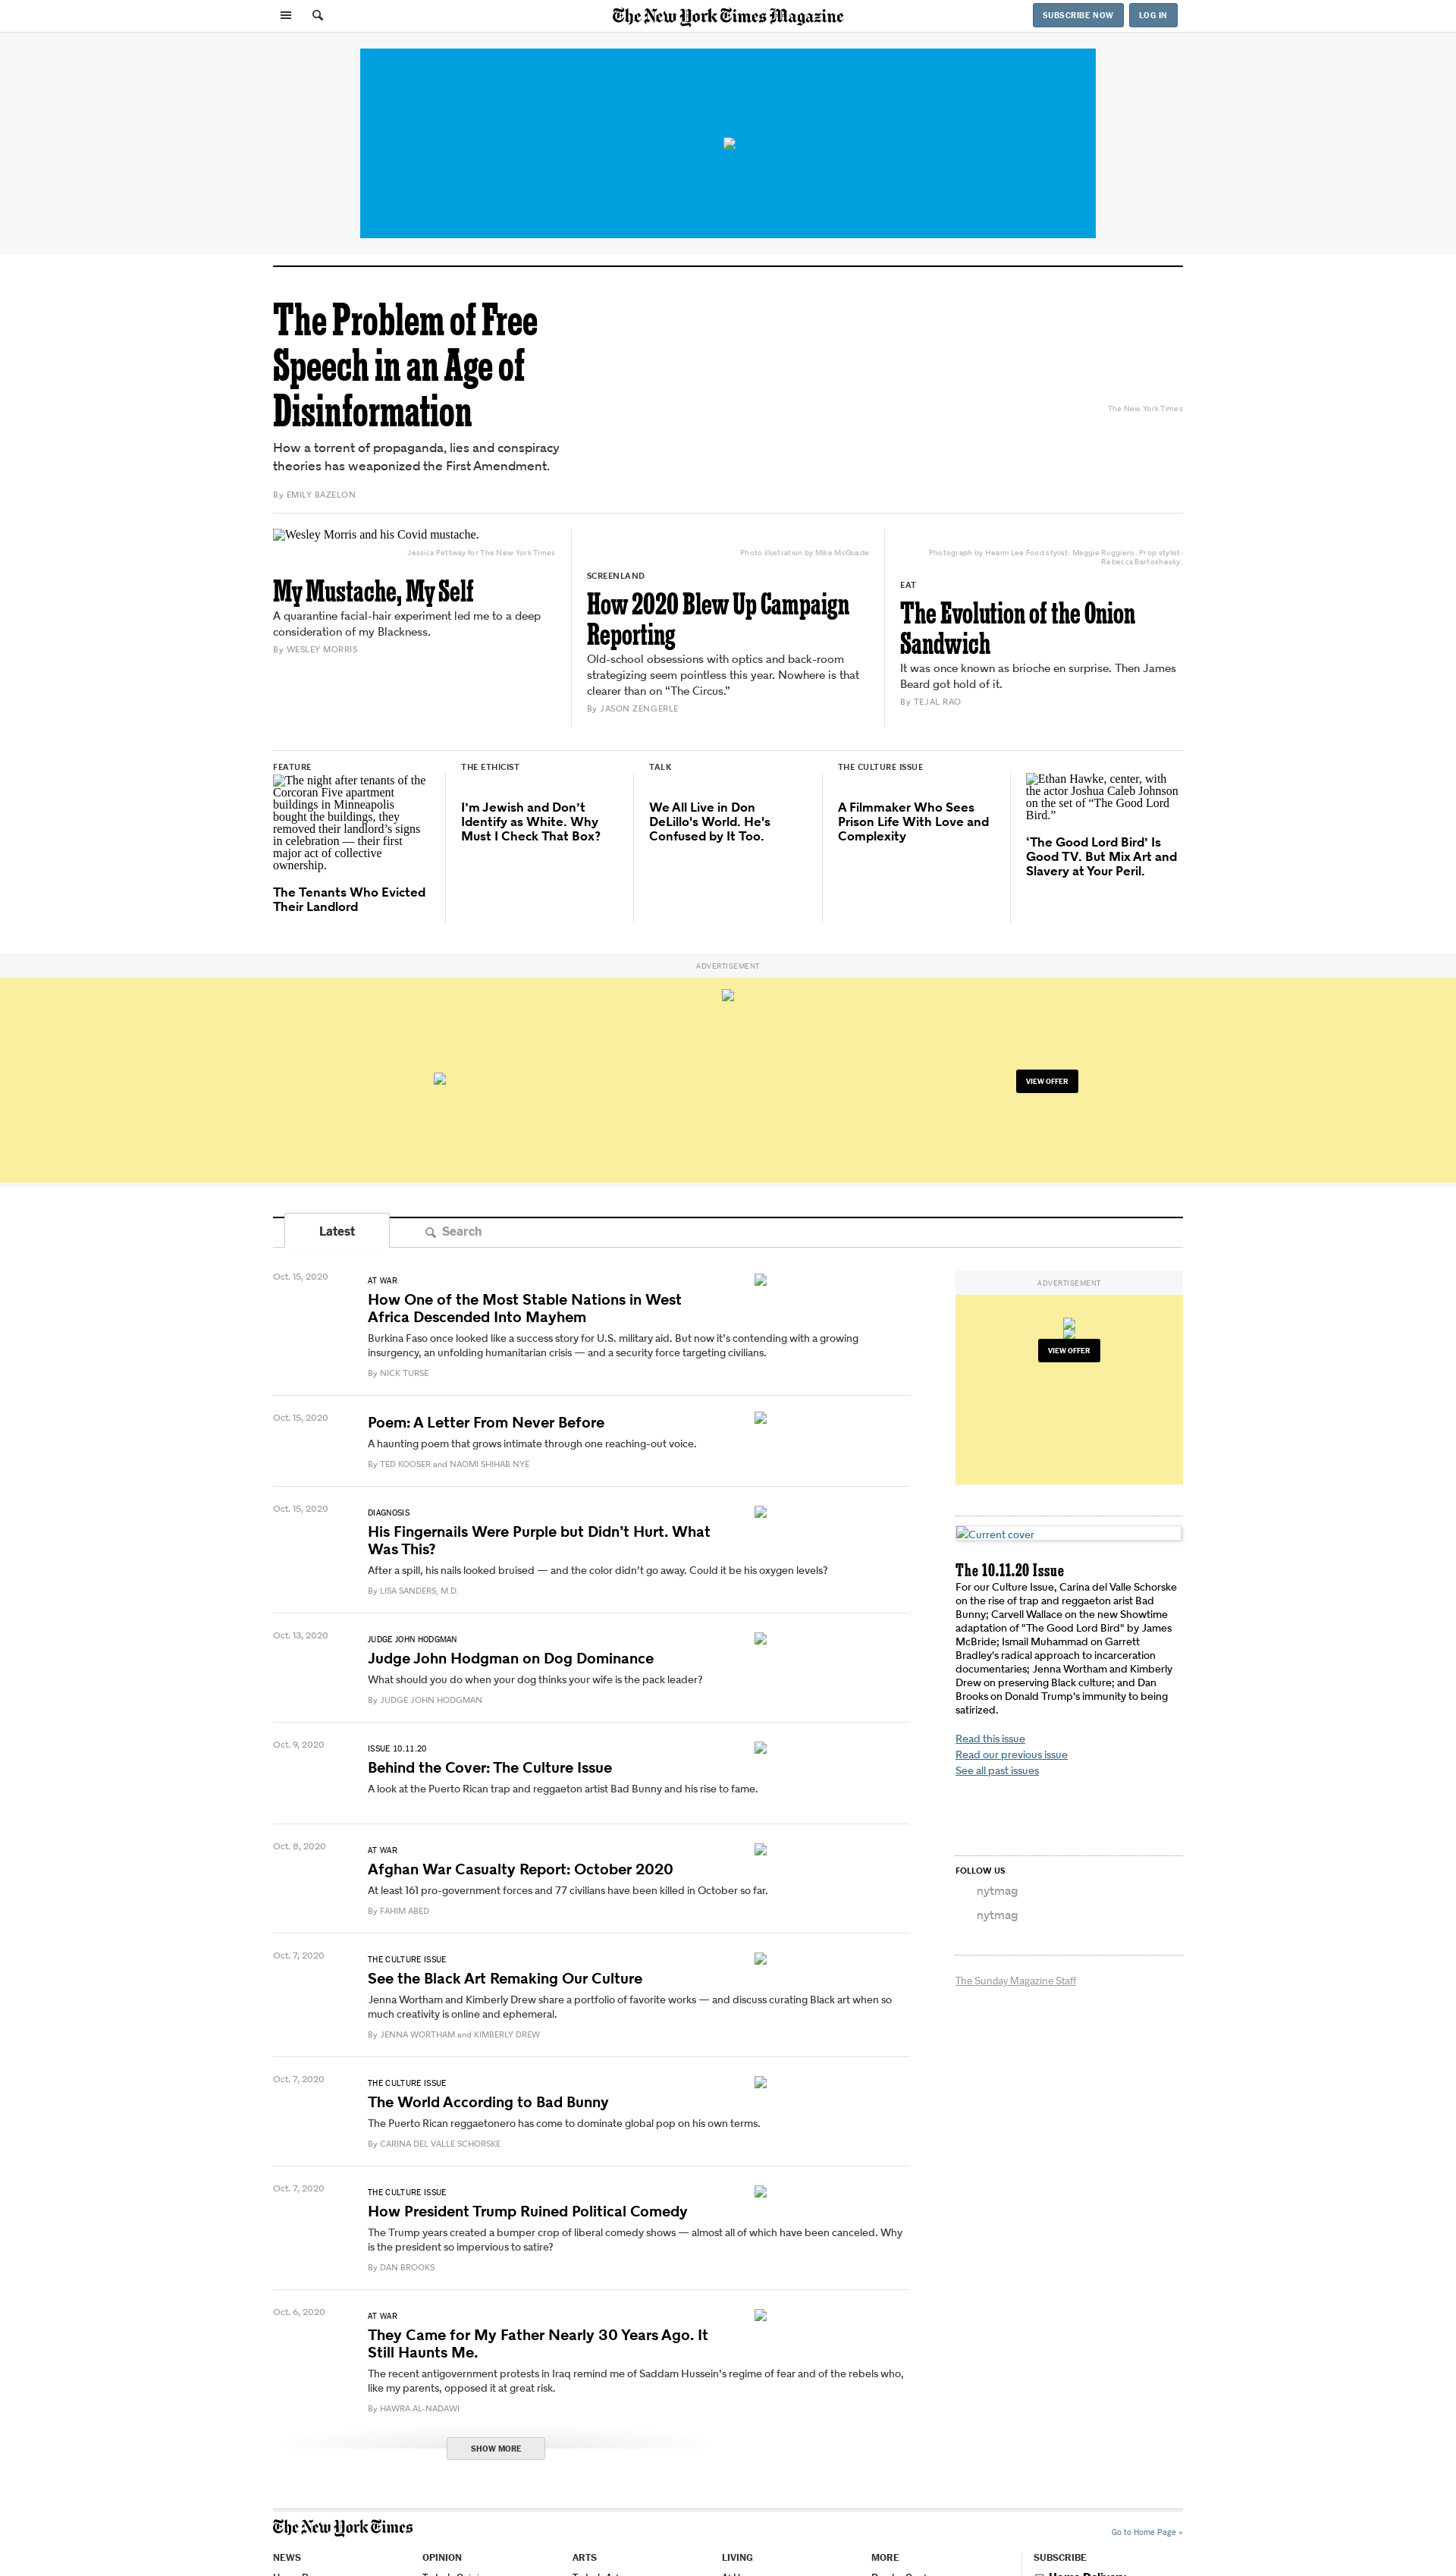 The New York Times Magazine
SUBSCRIBE NOW
LOG IN
The Problem of Free
Speech in an Age of
Disinformation
How a torrent of propaganda, lies and conspiracy
theories has weaponized the First Amendment.
By EMILY BAZELON
The New York Times
Wesley Morris and his Covid mustache.
Jessica Pettway for The New York Times
My Mustache, My Self
A quarantine facial-hair experiment led me to a deep
consideration of my Blackness.
By WESLEY MORRIS
Photo illustration by Mike McQuade
SCREENLAND
How 2020 Blew Up Campaign
Reporting
Old-school obsessions with optics and back-room
strategizing seem pointless this year. Nowhere is that
clearer than on “The Circus.”
By JASON ZENGERLE
Photograph by Heami Lee Food stylist: Maggie Ruggiero. Prop stylist:
Rebecca Bartoshesky.
EAT
The Evolution of the Onion
Sandwich
It was once known as brioche en surprise. Then James
Beard got hold of it.
By TEJAL RAO
FEATURE
The night after tenants of the
Corcoran Five apartment
buildings in Minneapolis
bought the buildings, they
removed their landlord’s signs
in celebration — their first
major act of collective
ownership.
The Tenants Who Evicted
Their Landlord
THE ETHICIST
I’m Jewish and Don’t
Identify as White. Why
Must I Check That Box?
TALK
We All Live in Don
DeLillo's World. He's
Confused by It Too.
THE CULTURE ISSUE
A Filmmaker Who Sees
Prison Life With Love and
Complexity
Ethan Hawke, center, with
the actor Joshua Caleb Johnson
on the set of “The Good Lord
Bird.”
‘The Good Lord Bird’ Is
Good TV. But Mix Art and
Slavery at Your Peril.
ADVERTISEMENT
VIEW OFFER
Latest
Search
Oct. 15, 2020
AT WAR
How One of the Most Stable Nations in West
Africa Descended Into Mayhem
Burkina Faso once looked like a success story for U.S. military aid. But now it’s contending with a growing
insurgency, an unfolding humanitarian crisis — and a security force targeting civilians.
By NICK TURSE
Oct. 15, 2020
Poem: A Letter From Never Before
A haunting poem that grows intimate through one reaching-out voice.
By TED KOOSER and NAOMI SHIHAB NYE
Oct. 15, 2020
DIAGNOSIS
His Fingernails Were Purple but Didn’t Hurt. What
Was This?
After a spill, his nails looked bruised — and the color didn’t go away. Could it be his oxygen levels?
By LISA SANDERS, M.D.
Oct. 13, 2020
JUDGE JOHN HODGMAN
Judge John Hodgman on Dog Dominance
What should you do when your dog thinks your wife is the pack leader?
By JUDGE JOHN HODGMAN
Oct. 9, 2020
ISSUE 10.11.20
Behind the Cover: The Culture Issue
A look at the Puerto Rican trap and reggaeton artist Bad Bunny and his rise to fame.
Oct. 8, 2020
AT WAR
Afghan War Casualty Report: October 2020
At least 161 pro-government forces and 77 civilians have been killed in October so far.
By FAHIM ABED
Oct. 7, 2020
THE CULTURE ISSUE
See the Black Art Remaking Our Culture
Jenna Wortham and Kimberly Drew share a portfolio of favorite works — and discuss curating Black art when so
much creativity is online and ephemeral.
By JENNA WORTHAM and KIMBERLY DREW
Oct. 7, 2020
THE CULTURE ISSUE
The World According to Bad Bunny
The Puerto Rican reggaetonero has come to dominate global pop on his own terms.
By CARINA DEL VALLE SCHORSKE
Oct. 7, 2020
THE CULTURE ISSUE
How President Trump Ruined Political Comedy
The Trump years created a bumper crop of liberal comedy shows — almost all of which have been canceled. Why
is the president so impervious to satire?
By DAN BROOKS
Oct. 6, 2020
AT WAR
They Came for My Father Nearly 30 Years Ago. It
Still Haunts Me.
The recent antigovernment protests in Iraq remind me of Saddam Hussein’s regime of fear and of the rebels who,
like my parents, opposed it at great risk.
By HAWRA AL-NADAWI
SHOW MORE
ADVERTISEMENT
VIEW OFFER
Current cover
The 10.11.20 Issue
For our Culture Issue, Carina del Valle Schorske
on the rise of trap and reggaeton arist Bad
Bunny; Carvell Wallace on the new Showtime
adaptation of "The Good Lord Bird" by James
McBride; Ismail Muhammad on Garrett
Bradley's radical approach to incarceration
documentaries; Jenna Wortham and Kimberly
Drew on preserving Black culture; and Dan
Brooks on Donald Trump's immunity to being
satirized.
Read this issue
Read our previous issue
See all past issues
FOLLOW US
nytmag
nytmag
The Sunday Magazine Staff
The New York Times
Go to Home Page »
NEWS
OPINION
ARTS
LIVING
MORE
SUBSCRIBE